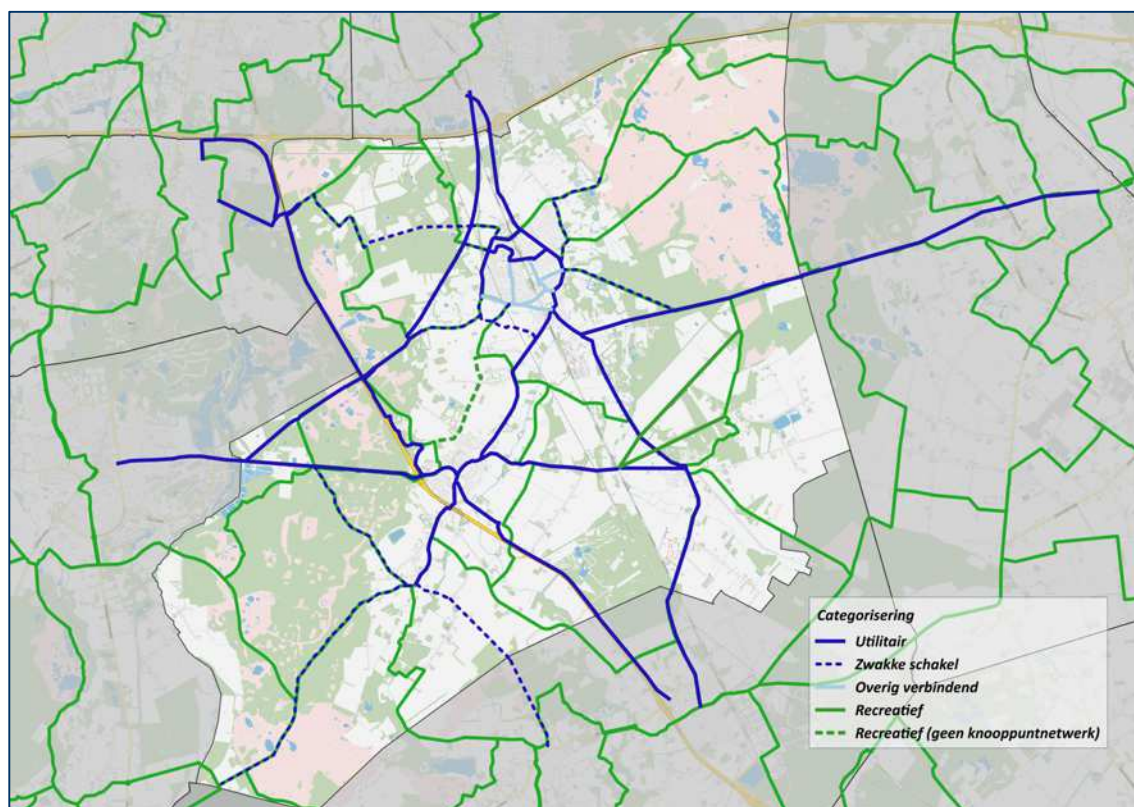 Categorisering
Utilitair
Zwakke schakel
Overig verbindend
Recreatief
Recreatief (geen knooppuntnetwerk)